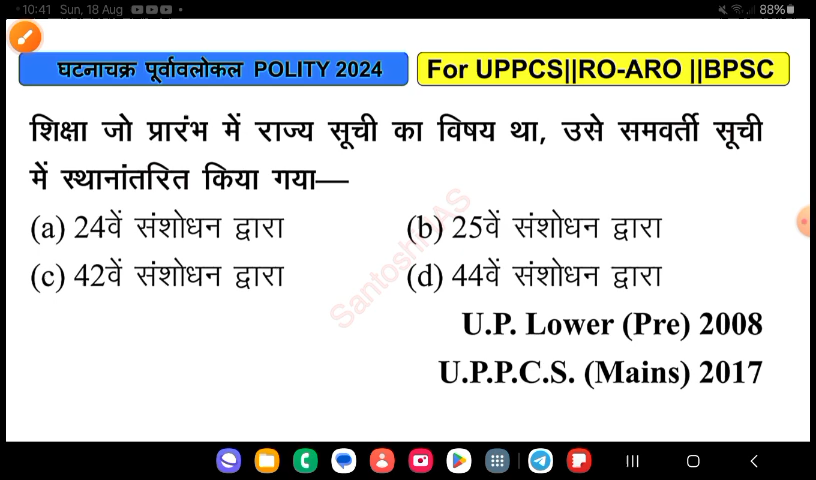 10:41 Sun, 18 Aug
88%
घटनाचक्र पूर्वावलोकल POLITY 2024
For UPPCS||RO-ARO ||BPSC
शिक्षा जो प्रारंभ में राज्य सूची का विषय था, उसे समवर्ती सूची
में स्थानांतरित किया गया—
(a) 24वें संशोधन द्वारा
(b) 25वें संशोधन द्वारा
(c) 42वें संशोधन द्वारा
(d) 44वें संशोधन द्वारा
U.P. Lower (Pre) 2008
U.P.P.C.S. (Mains) 2017